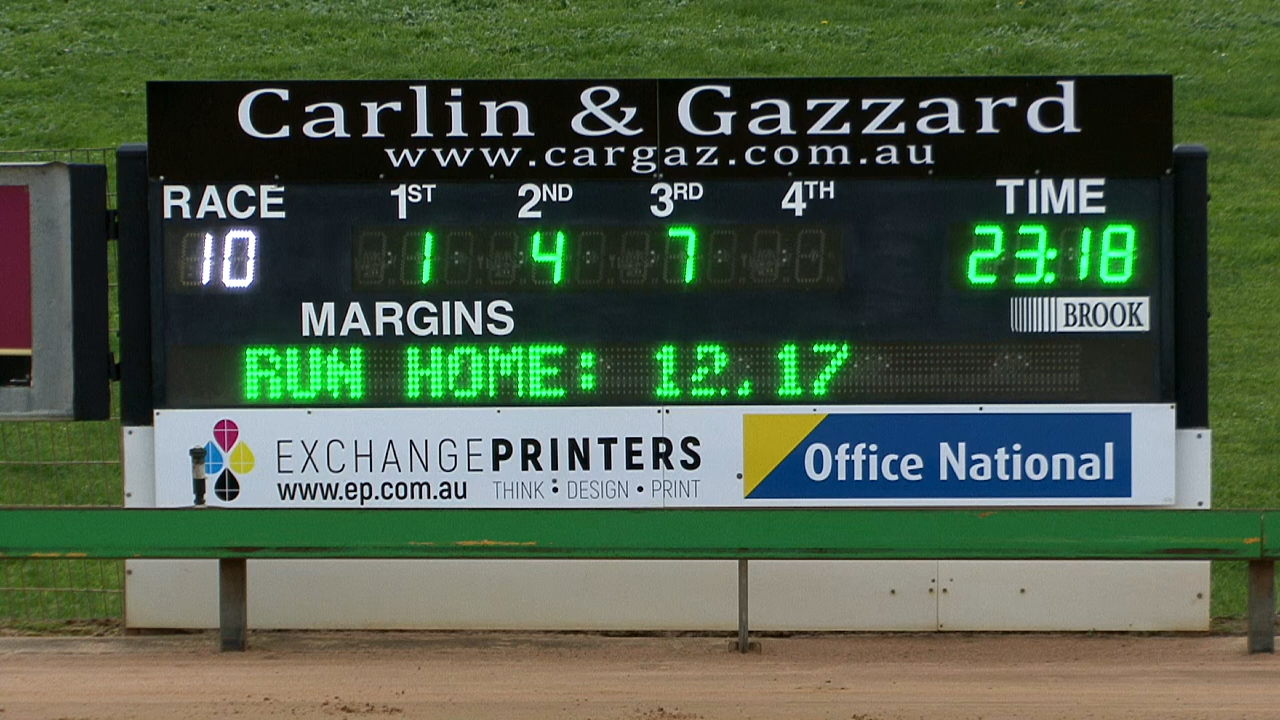 Carlin & Gazzard
www.cargaz.com.au
RACE 1ST 2ND 3RD 4TH TIME
10 1 4 7 23:18
MARGINS BROOK
RUN HOME: 12.17
EXCHANGEPRINTERS
www.ep.com.au THINK • DESIGN • PRINT
Office National